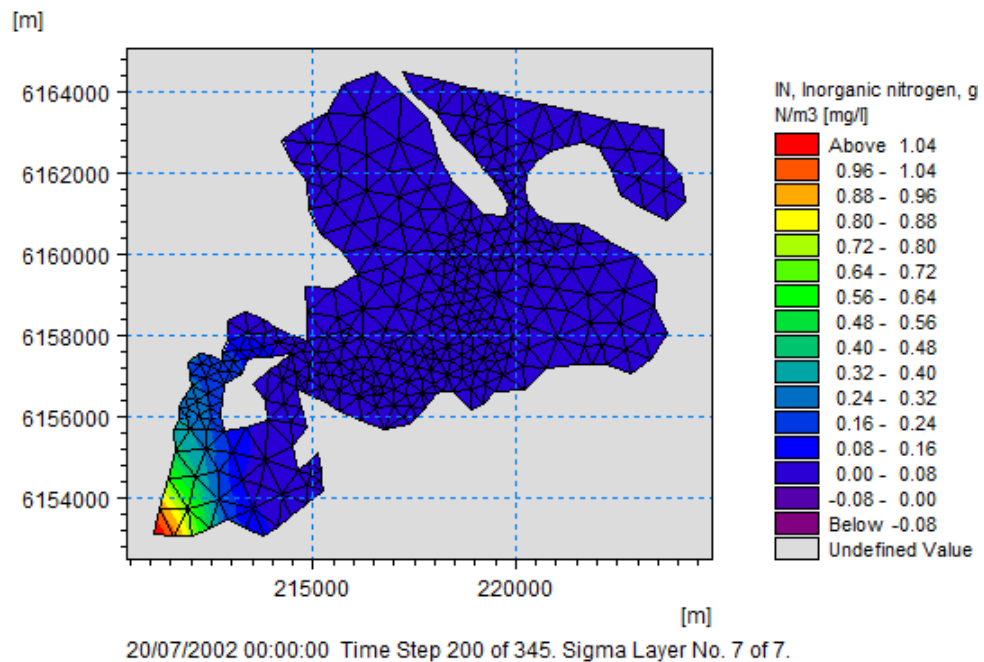 [m]
6164000
6162000
6160000
6158000
6156000
6154000
215000
220000
[m]
20/07/2002 00:00:00 Time Step 200 of 345. Sigma Layer No. 7 of 7.
IN, Inorganic nitrogen, g
N/m3 [mg/l]
Above 1.04
0.96 - 1.04
0.88 - 0.96
0.80 - 0.88
0.72 - 0.80
0.64 - 0.72
0.56 - 0.64
0.48 - 0.56
0.40 - 0.48
0.32 - 0.40
0.24 - 0.32
0.16 - 0.24
0.08 - 0.16
0.00 - 0.08
-0.08 - 0.00
Below -0.08
Undefined Value